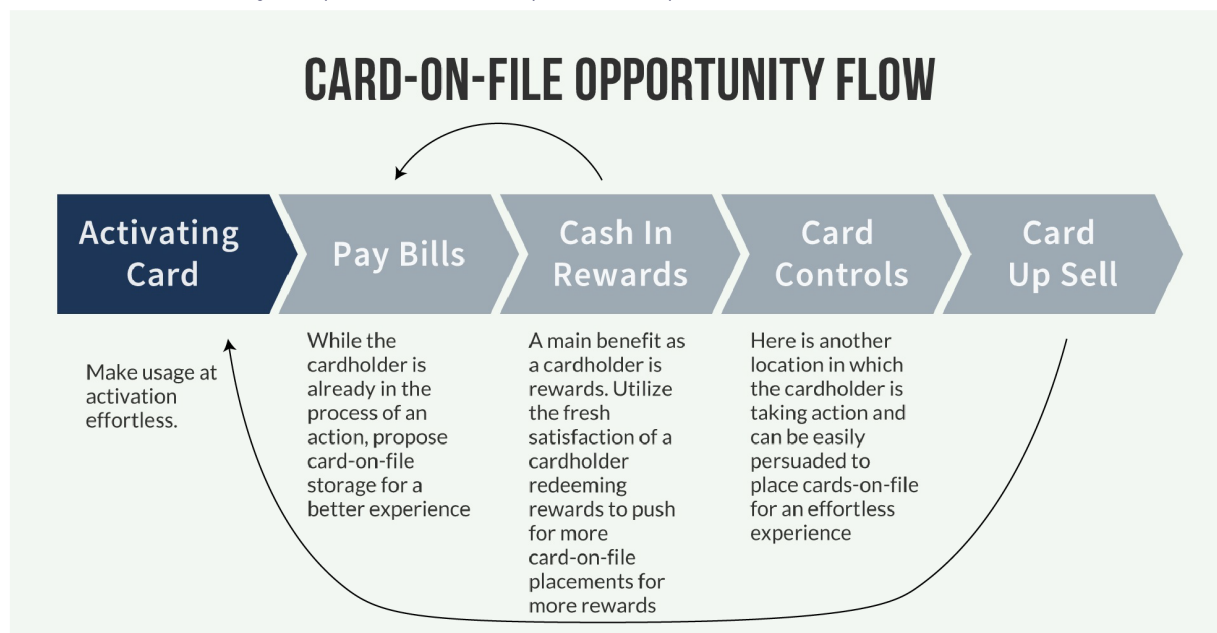 CARD-ON-FILE OPPORTUNITY FLOW
Activating
Card
Pay Bills
Cash In
Rewards
Card
Controls
Card
Up Sell
Make usage at
activation
effortless.
While the
cardholder is
already in the
process of an
action, propose
card-on-file
storage for a
better experience
A main benefit as
a cardholder is
rewards. Utilize
the fresh
satisfaction of a
cardholder
redeeming
rewards to push
for more
card-on-file
placements for
more rewards
Here is another
location in which
the cardholder is
taking action and
can be easily
persuaded to
place cards-on-file
for an effortless
experience